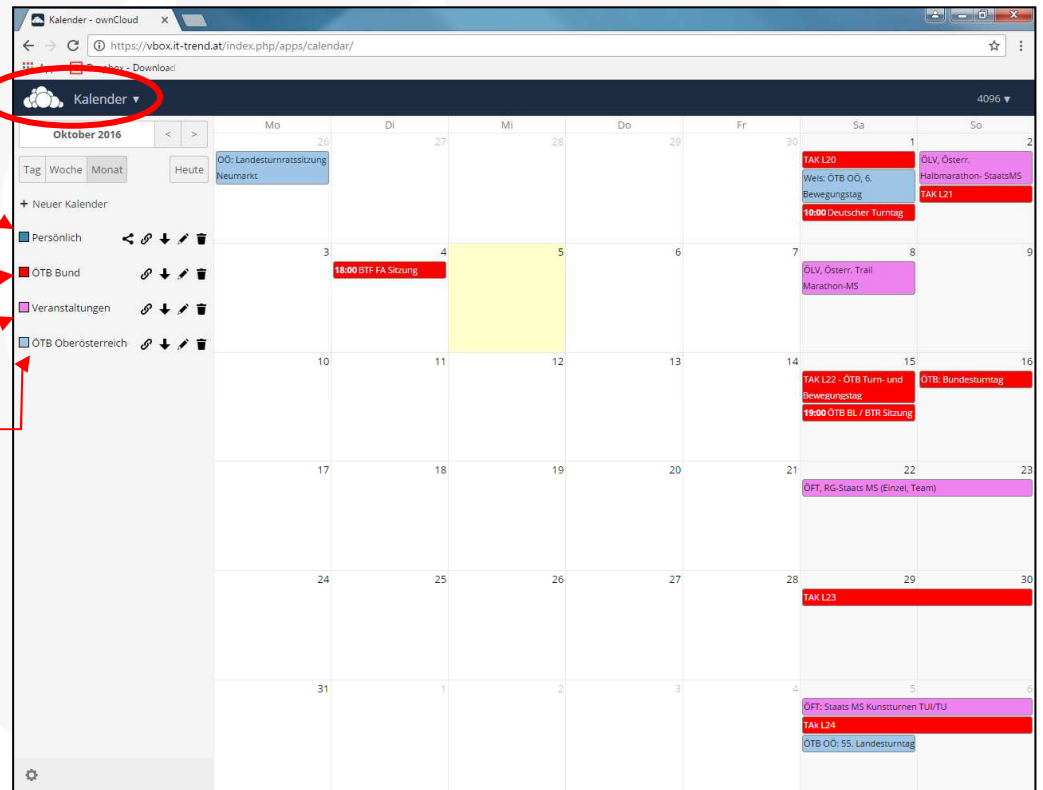 Kalender - ownCloud
https://vbox.it-trend.at/index.php/apps/calendar/
Dropbox - Download
Kalender
4096
Oktober 2016
< >
Tag Woche Monat Heute
+ Neuer Kalender
Persönlich
ÖTB Bund
Veranstaltungen
ÖTB Oberösterreich
Mo Di Mi Do Fr Sa So
26 27 28 29 30 1 2
OÖ: Landesturnratssitzung
Neumarkt
TAK L20
Wels: ÖTB OÖ, 6.
Bewegungstag
10:00 Deutscher Turntag
ÖLV, Österr.
Halbmarathon- StaatsMS
TAK L21
3 4 5 6 7 8 9
18:00 BTF FA Sitzung
ÖLV, Österr. Trail
Marathon-MS
10 11 12 13 14 15 16
TAK L22 - ÖTB Turn- und
Bewegungstag
19:00 ÖTB BL / BTR Sitzung
ÖTB: Bundesturntag
17 18 19 20 21 22 23
ÖFT, RG-Staats MS (Einzel, Team)
24 25 26 27 28 29 30
TAK L23
31 1 2 3 4 5 6
ÖFT: Staats MS Kunstturnen TUI/TU
TAk L24
ÖTB OÖ: 55. Landesturntag